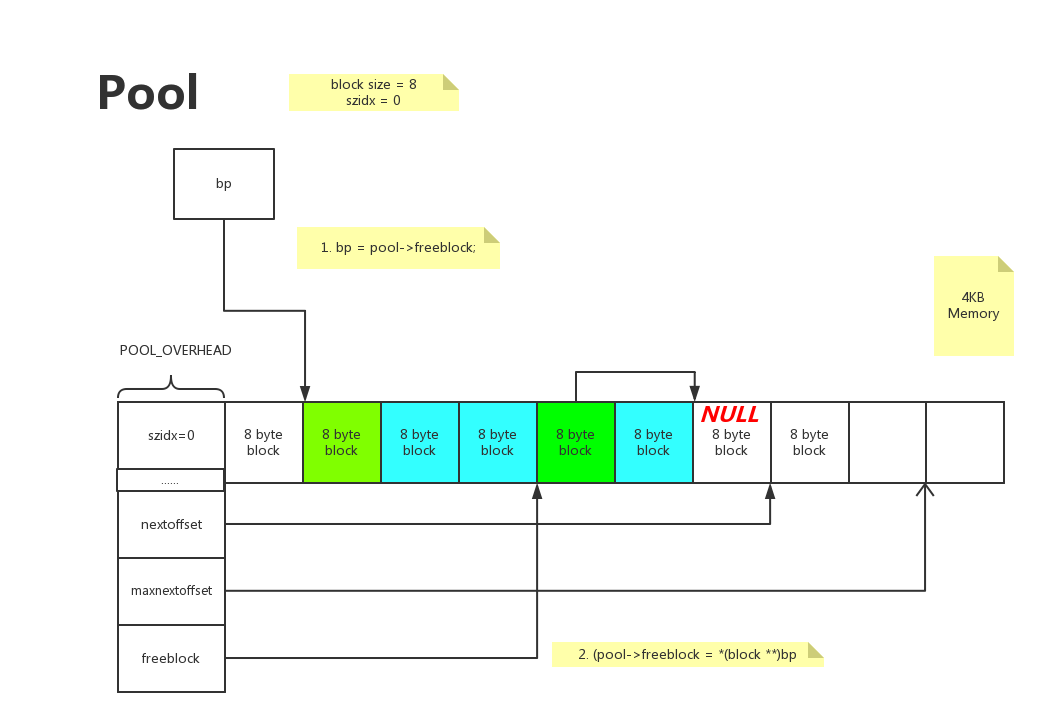 Pool
block size = 8
szidx = 0
bp
1. bp = pool->freeblock;
4KB
Memory
POOL_OVERHEAD
szidx=0
8 byte
block
8 byte
block
8 byte
block
8 byte
block
8 byte
block
8 byte
block
NULL
8 byte
block
8 byte
block
......
nextoffset
maxnextoffset
freeblock
2. (pool->freeblock = *(block **)bp